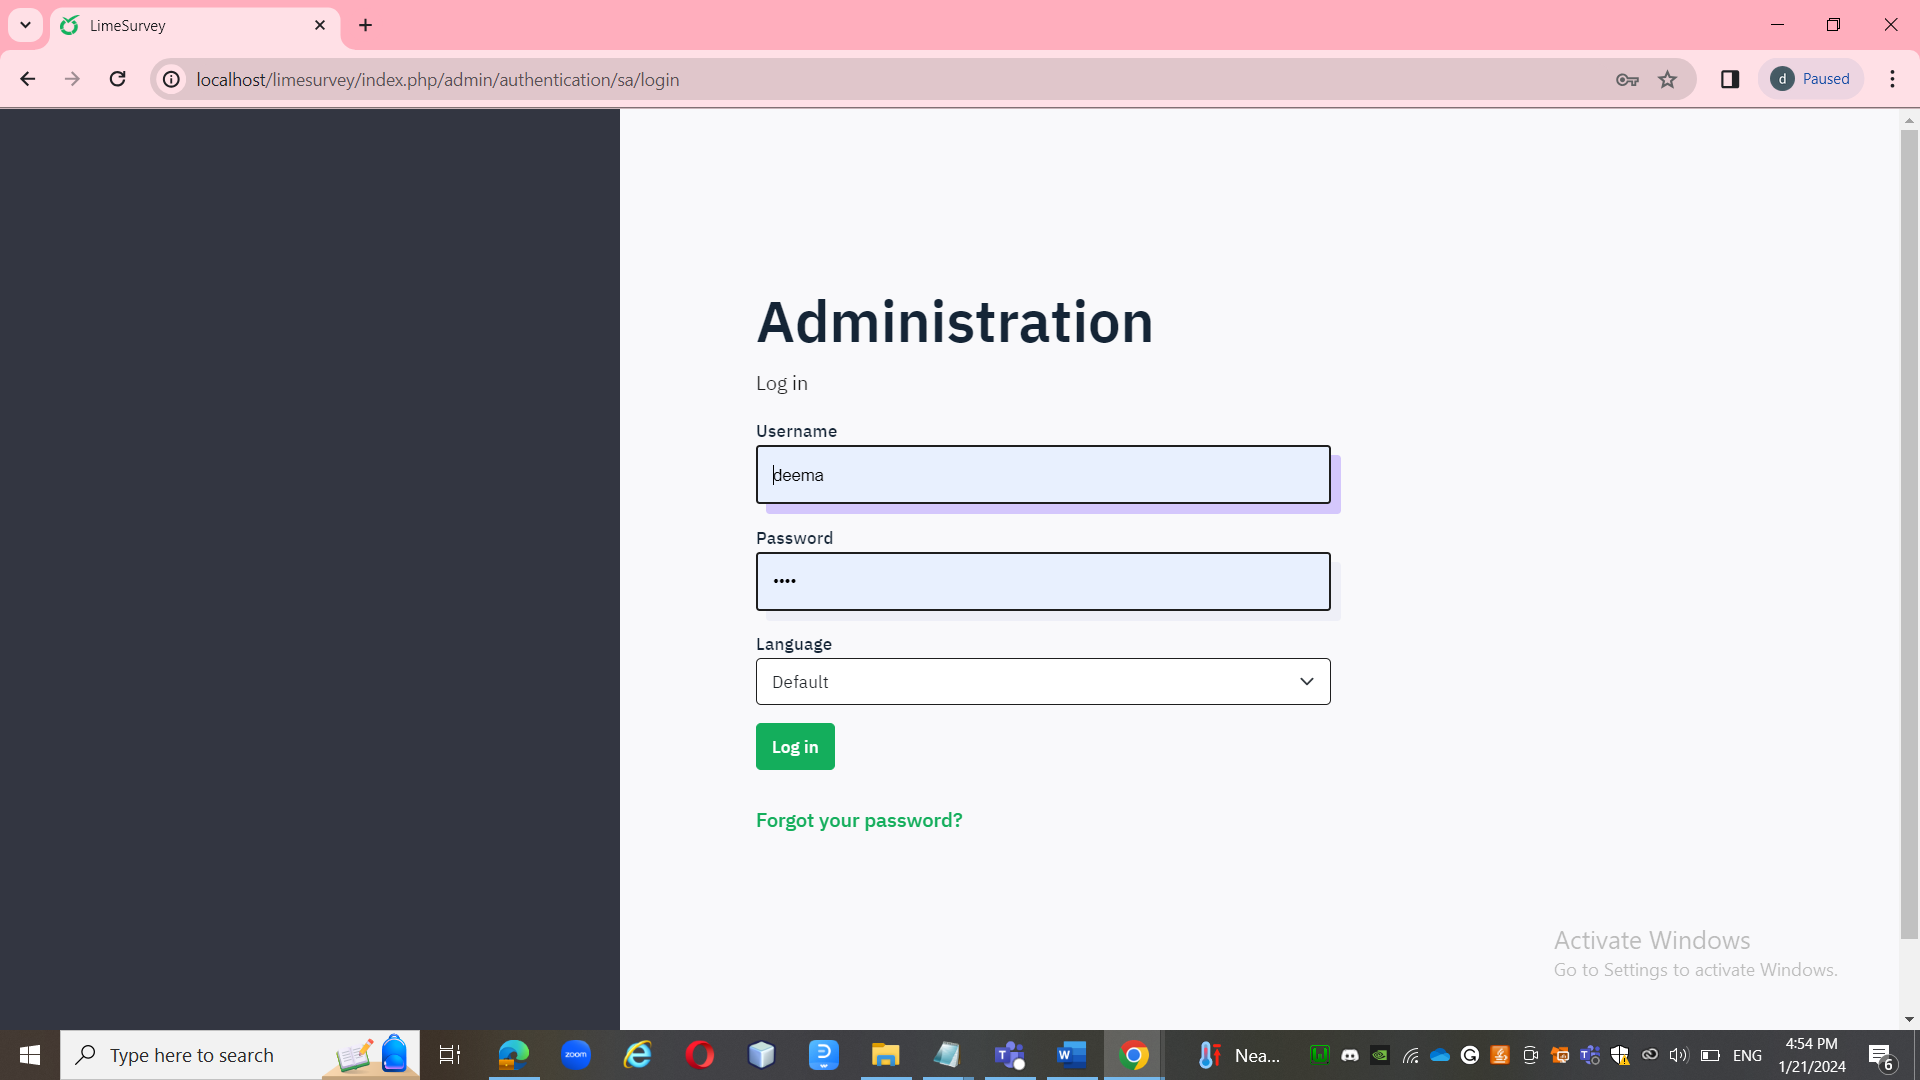 LimeSurvey
localhost/limesurvey/index.php/admin/authentication/sa/login
d Paused
Administration
Log in
Username
deema
Password
••••
Language
Default
Log in
Forgot your password?
Activate Windows
Go to Settings to activate Windows.
Type here to search
zoom
Nea...
ENG
4:54 PM
1/21/2024
6